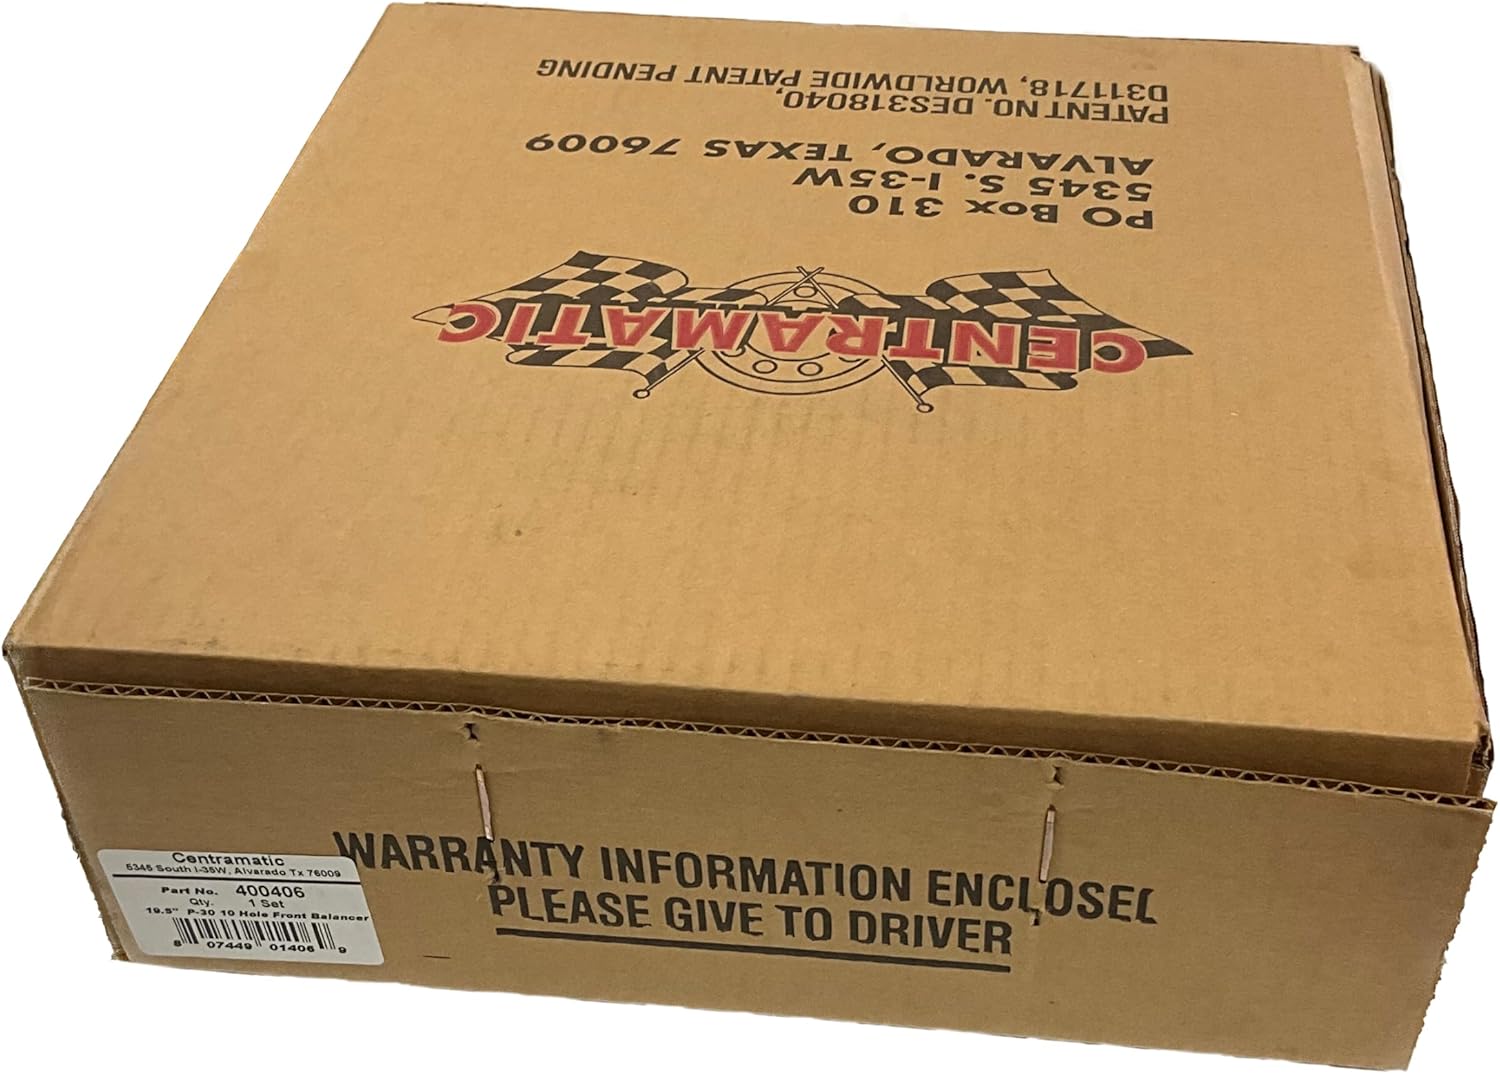 CENTRAMATIC
PO Box 310
5345 S. I-35W
ALVARADO, TEXAS 76009
PATENT NO. DES318040,
D311718, WORLDWIDE PATENT PENDING
WARRANTY INFORMATION ENCLOSED
PLEASE GIVE TO DRIVER
Centramatic
5345 South I-35W, Alvarado Tx 76009
Part No. 400406
Qty. 1 Set
19.5" P-30 10 Hole Front Balancer
8 07449 01406 9